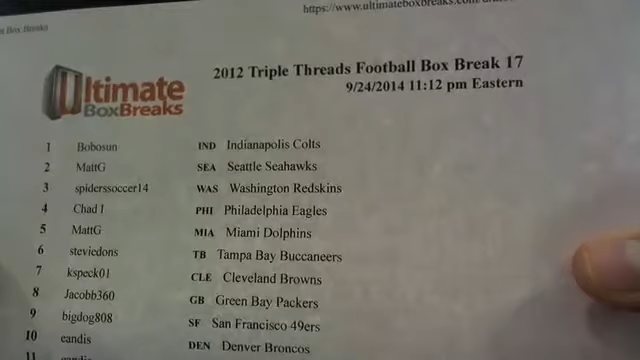 https://www.ultimateboxbreaks.com/
Box Breaks
Ultimate
BoxBreaks
2012 Triple Threads Football Box Break 17
9/24/2014 11:12 pm Eastern
1 Bobosun IND Indianapolis Colts
2 MattG SEA Seattle Seahawks
3 spiderssoccer14 WAS Washington Redskins
4 Chad I PHI Philadelphia Eagles
5 MattG MIA Miami Dolphins
6 steviedons TB Tampa Bay Buccaneers
7 kspeck01 CLE Cleveland Browns
8 Jacobb360 GB Green Bay Packers
9 bigdog808 SF San Francisco 49ers
10 eandis DEN Denver Broncos
11 eandis